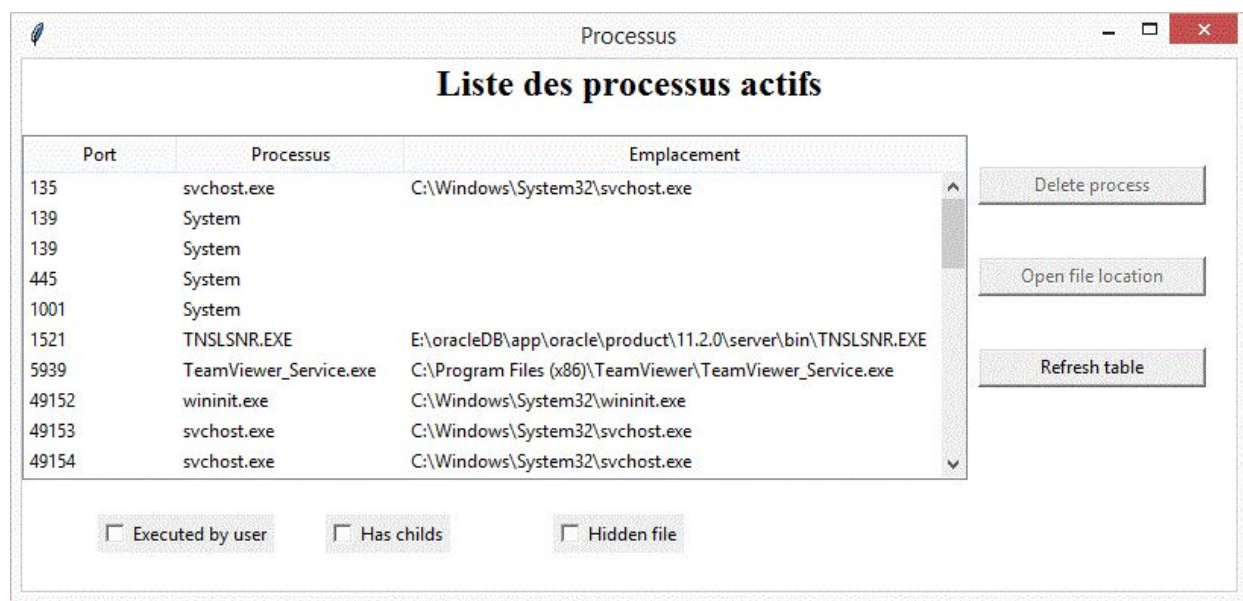 Processus
Liste des processus actifs
Port Processus Emplacement
135 svchost.exe C:\Windows\System32\svchost.exe
139 System
139 System
445 System
1001 System
1521 TNSLSNR.EXE E:\oracleDB\app\oracle\product\11.2.0\server\bin\TNSLSNR.EXE
5939 TeamViewer_Service.exe C:\Program Files (x86)\TeamViewer\TeamViewer_Service.exe
49152 wininit.exe C:\Windows\System32\wininit.exe
49153 svchost.exe C:\Windows\System32\svchost.exe
49154 svchost.exe C:\Windows\System32\svchost.exe
Delete process
Open file location
Refresh table
Executed by user Has childs Hidden file